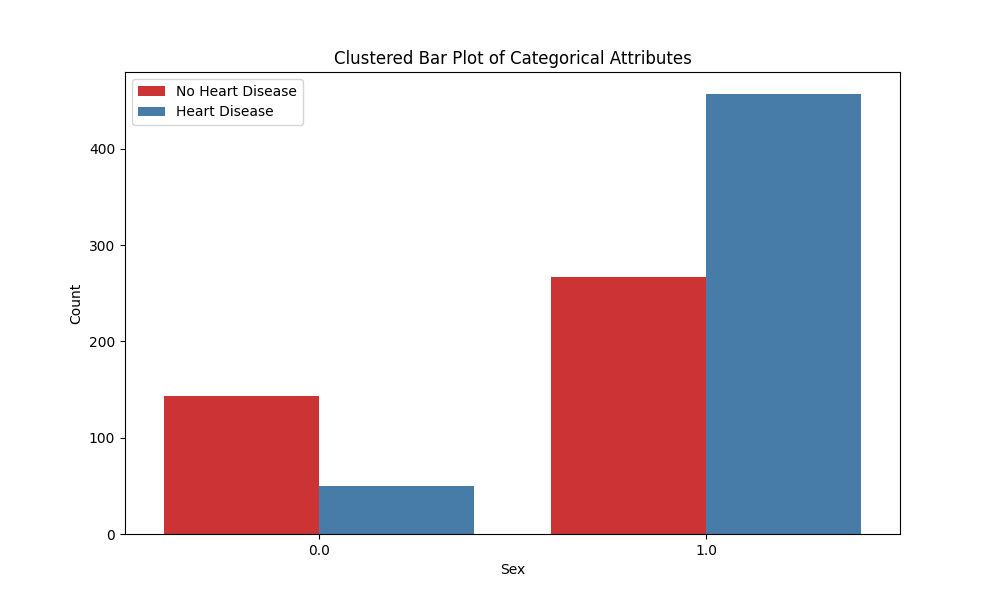 Clustered Bar Plot of Categorical Attributes
No Heart Disease
Heart Disease
400
300
200
100
0
Count
0.0
1.0
Sex